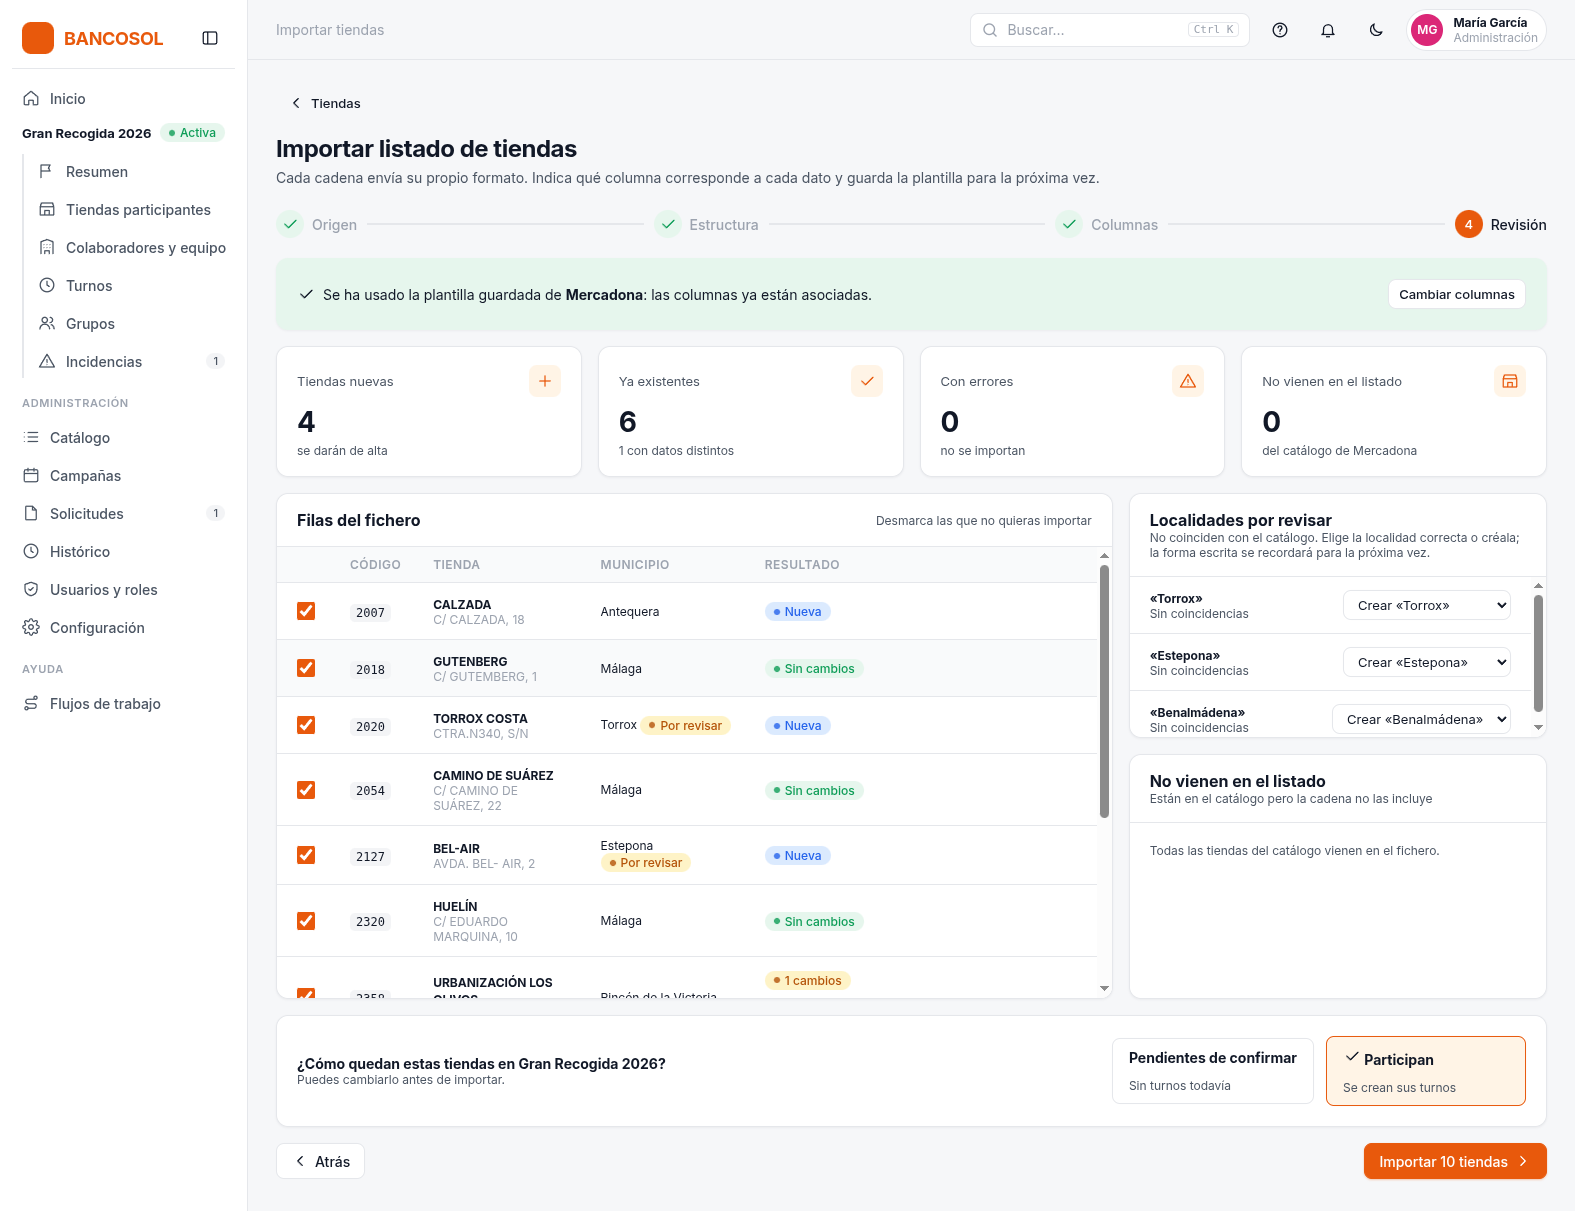 BANCOSOL
Importar tiendas
Buscar...
Ctrl K
MG
María García
Administración
Inicio
Gran Recogida 2026
Activa
Resumen
Tiendas participantes
Colaboradores y equipo
Turnos
Grupos
Incidencias
1
ADMINISTRACIÓN
Catálogo
Campañas
Solicitudes
1
Histórico
Usuarios y roles
Configuración
AYUDA
Flujos de trabajo
Tiendas
Importar listado de tiendas
Cada cadena envía su propio formato. Indica qué columna corresponde a cada dato y guarda la plantilla para la próxima vez.
Origen
Estructura
Columnas
4
Revisión
Se ha usado la plantilla guardada de Mercadona: las columnas ya están asociadas.
Cambiar columnas
Tiendas nuevas
4
se darán de alta
Ya existentes
6
1 con datos distintos
Con errores
0
no se importan
No vienen en el listado
0
del catálogo de Mercadona
Filas del fichero
Desmarca las que no quieras importar
CÓDIGO TIENDA MUNICIPIO RESULTADO
2007
CALZADA
C/ CALZADA, 18
Antequera
Nueva
2018
GUTENBERG
C/ GUTEMBERG, 1
Málaga
Sin cambios
2020
TORROX COSTA
CTRA.N340, S/N
Torrox
Por revisar
Nueva
2054
CAMINO DE SUÁREZ
C/ CAMINO DE
SUÁREZ, 22
Málaga
Sin cambios
2127
BEL-AIR
AVDA. BEL- AIR, 2
Estepona
Por revisar
Nueva
2320
HUELÍN
C/ EDUARDO
MARQUINA, 10
Málaga
Sin cambios
2358
URBANIZACIÓN LOS
OLIVOS
Rincón de la Victoria
1 cambios
Localidades por revisar
No coinciden con el catálogo. Elige la localidad correcta o créala;
la forma escrita se recordará para la próxima vez.
«Torrox»
Sin coincidencias
Crear «Torrox»
«Estepona»
Sin coincidencias
Crear «Estepona»
«Benalmádena»
Sin coincidencias
Crear «Benalmádena»
No vienen en el listado
Están en el catálogo pero la cadena no las incluye
Todas las tiendas del catálogo vienen en el fichero.
¿Cómo quedan estas tiendas en Gran Recogida 2026?
Puedes cambiarlo antes de importar.
Pendientes de confirmar
Sin turnos todavía
Participan
Se crean sus turnos
Atrás
Importar 10 tiendas